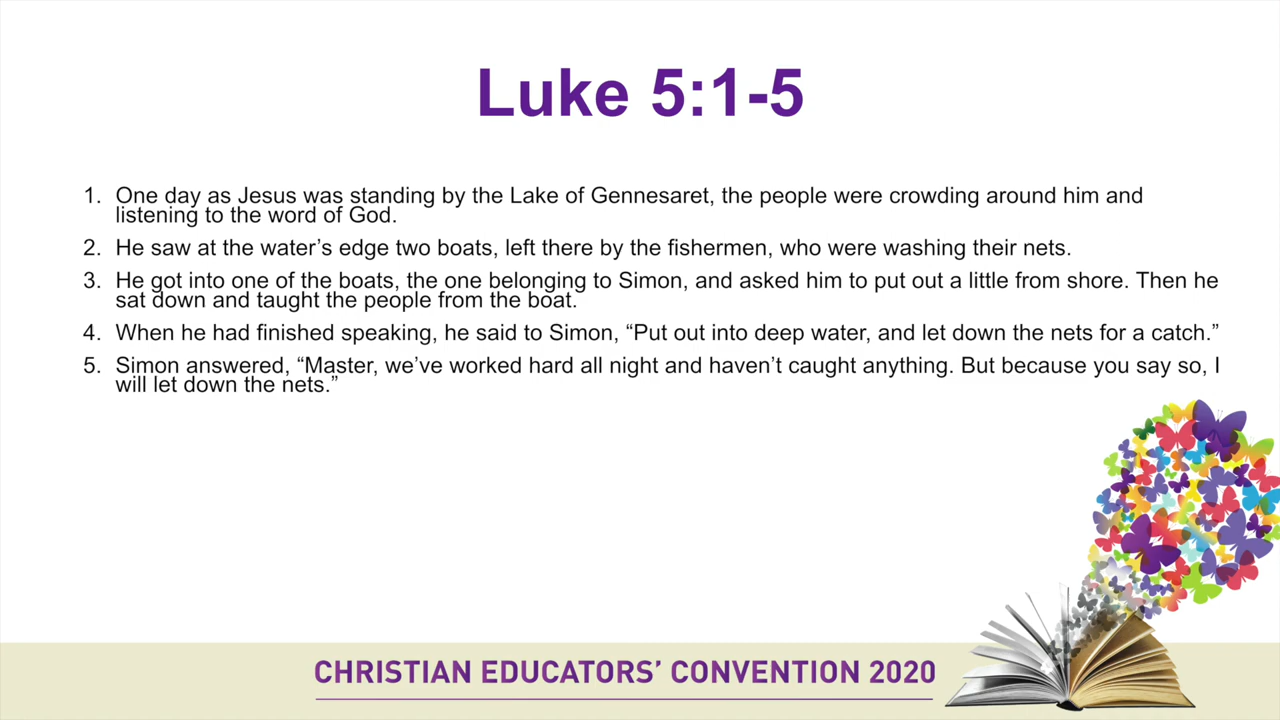 Luke 5:1-5
1. One day as Jesus was standing by the Lake of Gennesaret, the people were crowding around him and
listening to the word of God.
2. He saw at the water’s edge two boats, left there by the fishermen, who were washing their nets.
3. He got into one of the boats, the one belonging to Simon, and asked him to put out a little from shore. Then he
sat down and taught the people from the boat.
4. When he had finished speaking, he said to Simon, “Put out into deep water, and let down the nets for a catch.”
5. Simon answered, “Master, we’ve worked hard all night and haven’t caught anything. But because you say so, I
will let down the nets.”
CHRISTIAN EDUCATORS’ CONVENTION 2020